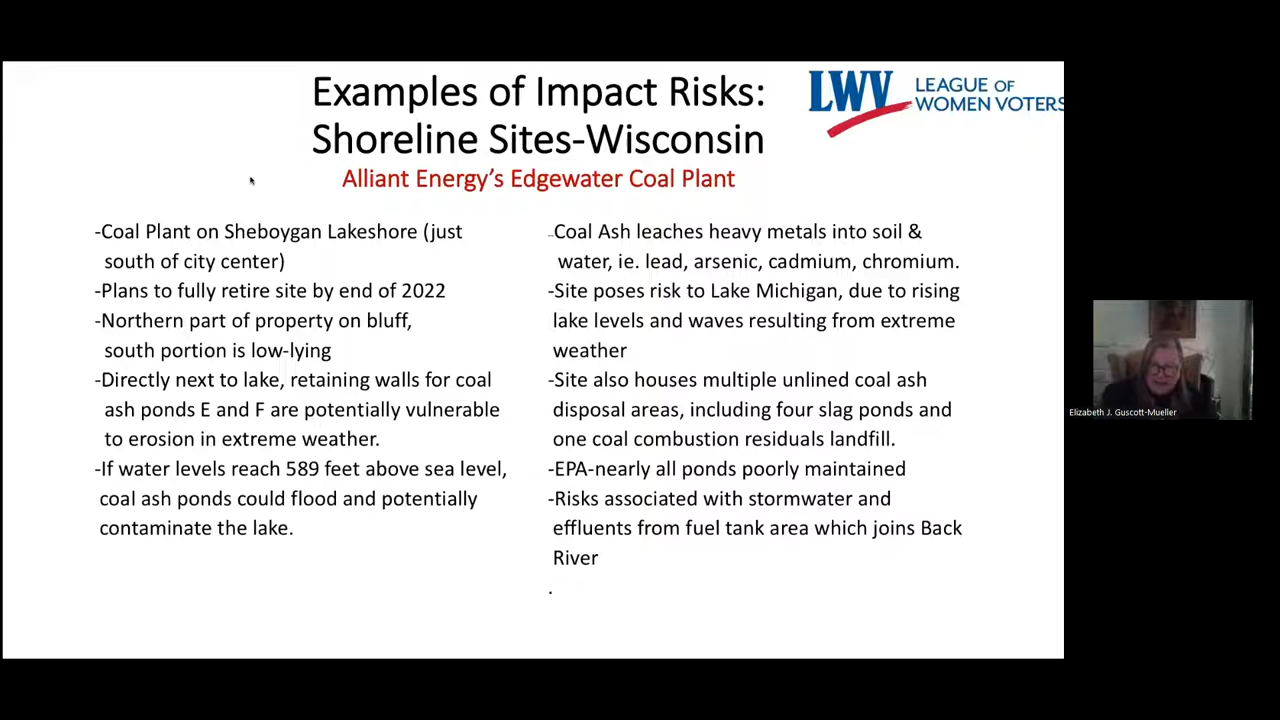 Examples of Impact Risks:
Shoreline Sites-Wisconsin
Alliant Energy's Edgewater Coal Plant
LWV
LEAGUE OF
WOMEN VOTERS
-Coal Plant on Sheboygan Lakeshore (just
south of city center)
-Plans to fully retire site by end of 2022
-Northern part of property on bluff,
south portion is low-lying
-Directly next to lake, retaining walls for coal
ash ponds E and F are potentially vulnerable
to erosion in extreme weather.
-If water levels reach 589 feet above sea level,
coal ash ponds could flood and potentially
contaminate the lake.
-Coal Ash leaches heavy metals into soil &
water, ie. lead, arsenic, cadmium, chromium.
-Site poses risk to Lake Michigan, due to rising
lake levels and waves resulting from extreme
weather
-Site also houses multiple unlined coal ash
disposal areas, including four slag ponds and
one coal combustion residuals landfill.
-EPA-nearly all ponds poorly maintained
-Risks associated with stormwater and
effluents from fuel tank area which joins Back
River
.
Elizabeth J. Guscott-Mueller